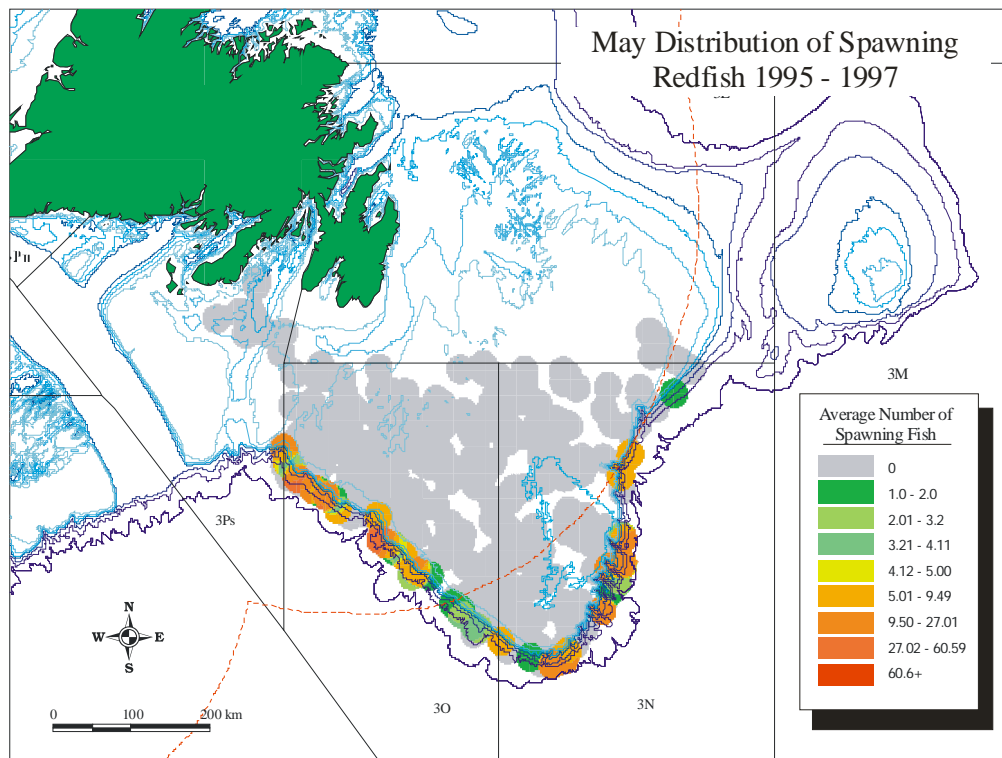 May Distribution of Spawning
Redfish 1995 - 1997
3M
Average Number of
Spawning Fish
0
1.0 - 2.0
2.01 - 3.2
3.21 - 4.11
4.12 - 5.00
5.01 - 9.49
9.50 - 27.01
27.02 - 60.59
60.6+
3Ps
N
W E
S
0 100 200 km
3O
3N